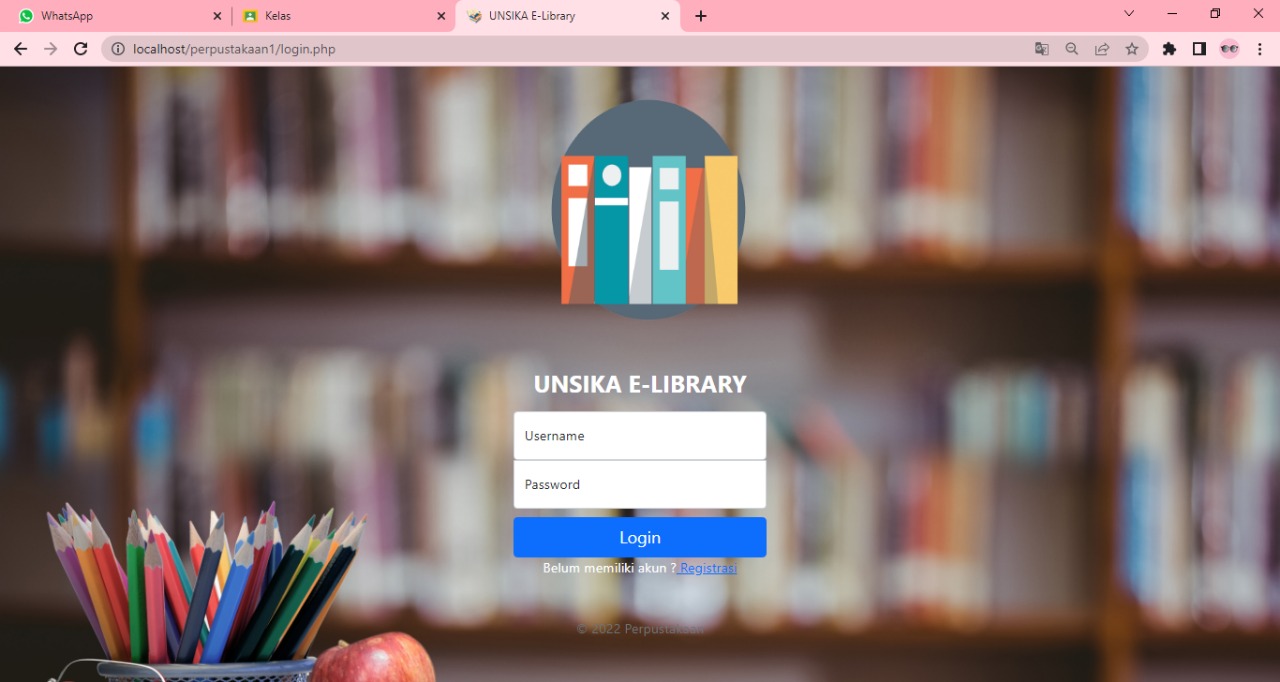 WhatsApp
Kelas
UNSIKA E-Library
localhost/perpustakaan1/login.php
UNSIKA E-LIBRARY
Username
Password
Login
Belum memiliki akun ? Registrasi
© 2022 Perpustakaan